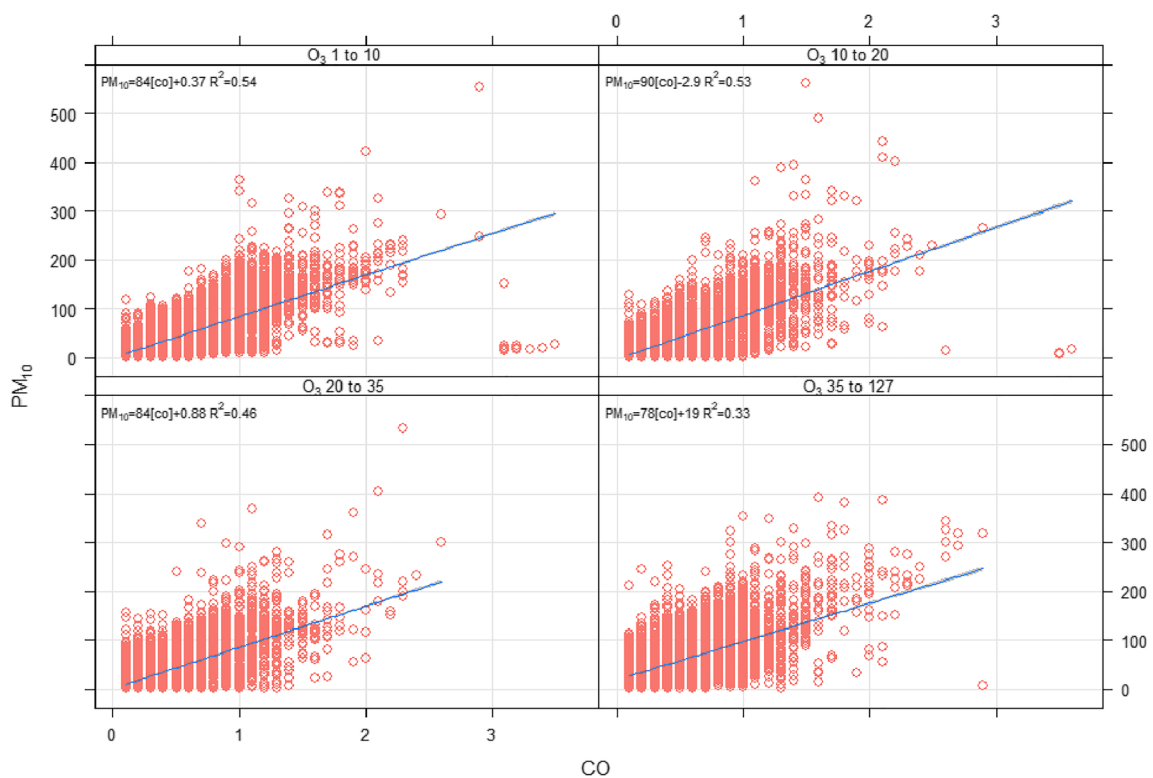 0 1 2 3
O₃ 1 to 10
O₃ 10 to 20
PM₁₀=84[co]+0.37 R²=0.54
PM₁₀=90[co]-2.9 R²=0.53
500
400
300
200
100
0
PM₁₀
O₃ 20 to 35
O₃ 35 to 127
PM₁₀=84[co]+0.88 R²=0.46
PM₁₀=78[co]+19 R²=0.33
500
400
300
200
100
0
0 1 2 3
CO